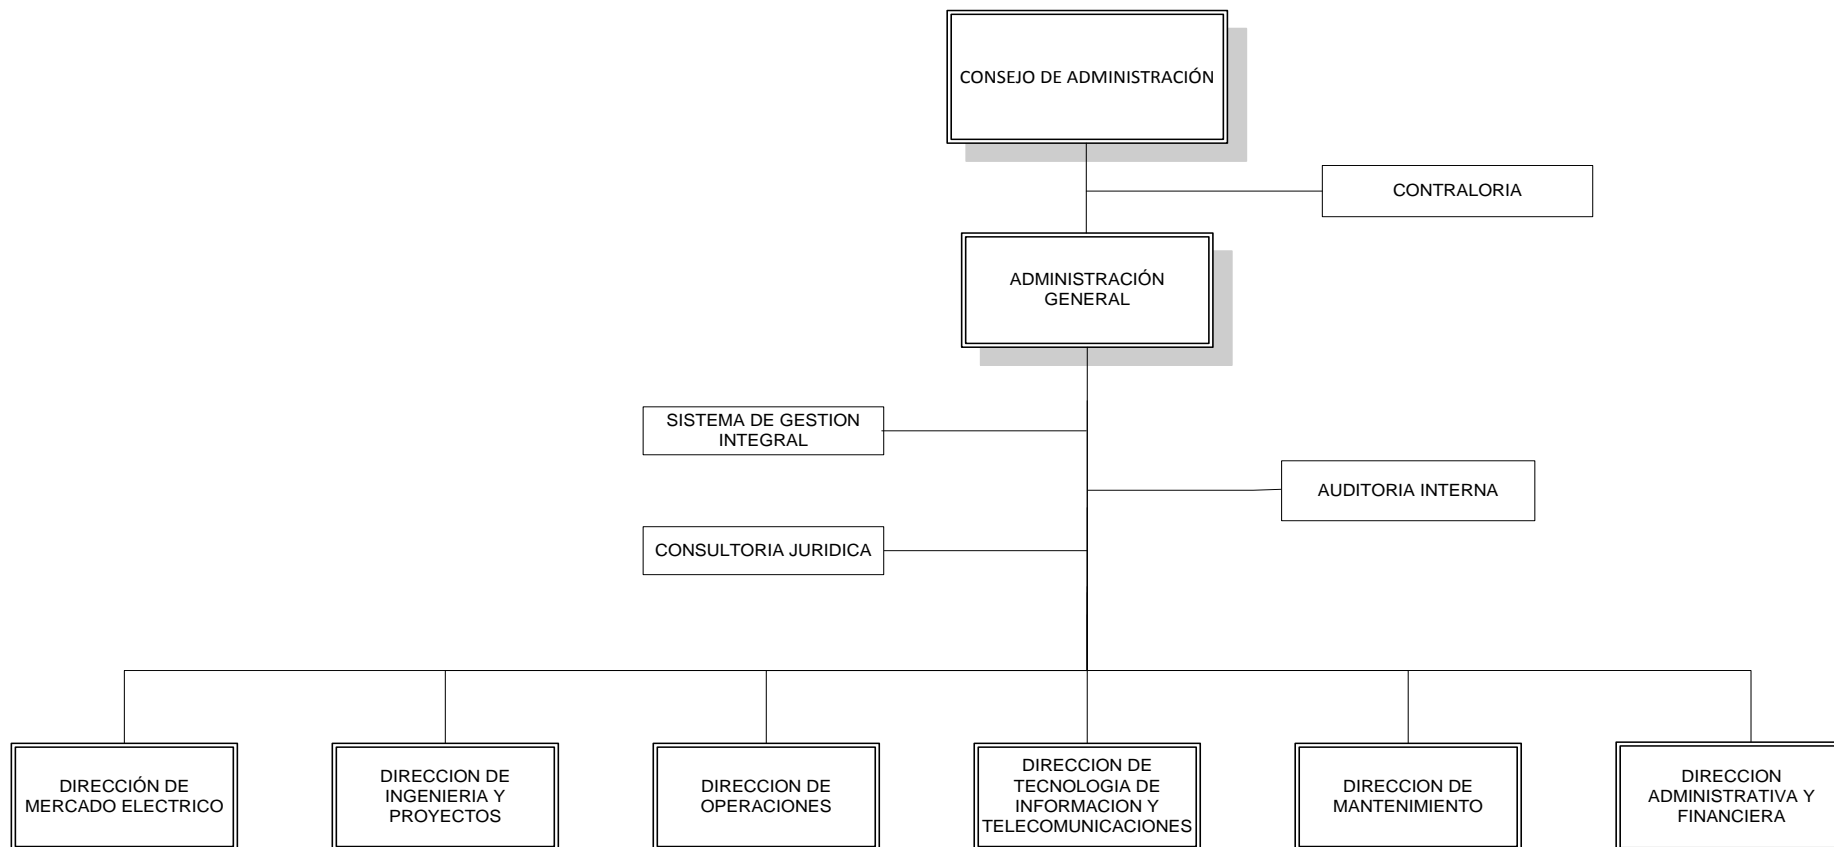 CONSEJO DE ADMINISTRACIÓN
CONTRALORIA
ADMINISTRACIÓN
GENERAL
SISTEMA DE GESTION
INTEGRAL
AUDITORIA INTERNA
CONSULTORIA JURIDICA
DIRECCIÓN DE
MERCADO ELECTRICO
DIRECCION DE
INGENIERIA Y
PROYECTOS
DIRECCION DE
OPERACIONES
DIRECCION DE
TECNOLOGIA DE
INFORMACION Y
TELECOMUNICACIONES
DIRECCION DE
MANTENIMIENTO
DIRECCION
ADMINISTRATIVA Y
FINANCIERA